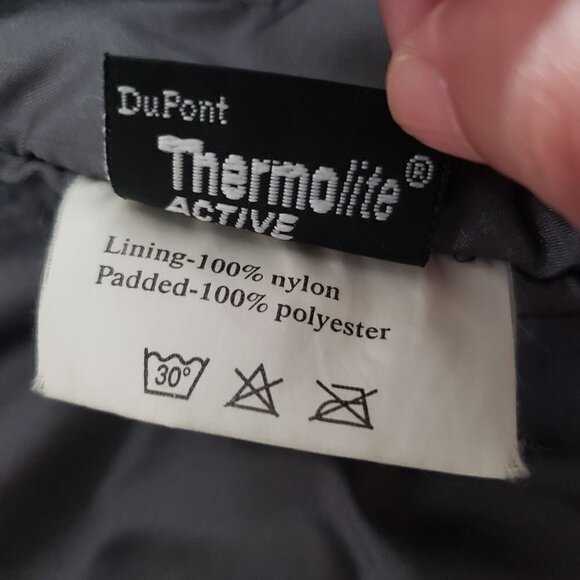 DuPont
Thermolite®
ACTIVE
Lining-100% nylon
Padded-100% polyester
30°